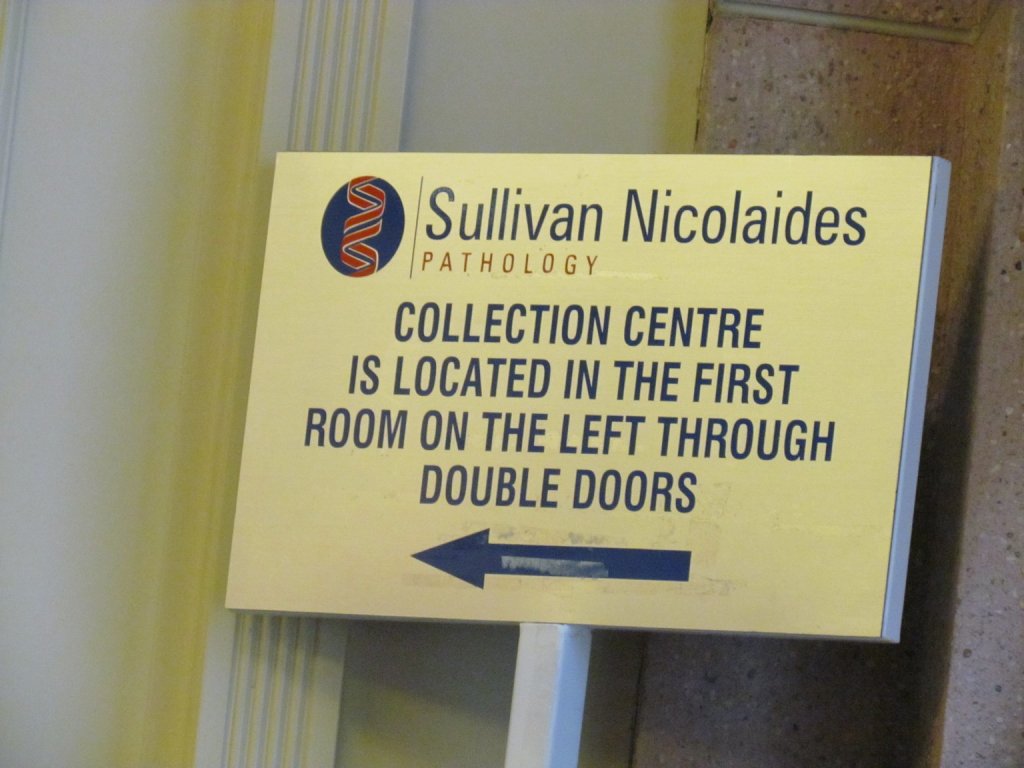 Sullivan Nicolaides
PATHOLOGY
COLLECTION CENTRE
IS LOCATED IN THE FIRST
ROOM ON THE LEFT THROUGH
DOUBLE DOORS